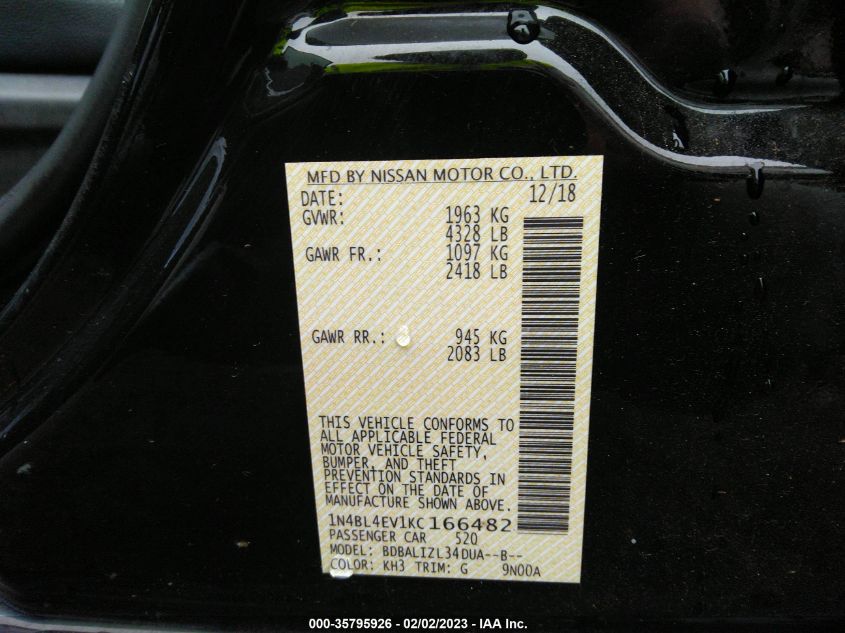 MFD BY NISSAN MOTOR CO., LTD.
DATE: 12/18
GVWR: 1963 KG
4328 LB
GAWR FR.: 1097 KG
2418 LB
GAWR RR.: 945 KG
2083 LB
THIS VEHICLE CONFORMS TO
ALL APPLICABLE FEDERAL
MOTOR VEHICLE SAFETY,
BUMPER, AND THEFT
PREVENTION STANDARDS IN
EFFECT ON THE DATE OF
MANUFACTURE SHOWN ABOVE.
1N4BL4EV1KC166482
PASSENGER CAR 52Q
MODEL: BDBALIZL34DUA--B--
COLOR: KH3 TRIM: G 9N00A
000-35795926 - 02/02/2023 - IAA Inc.